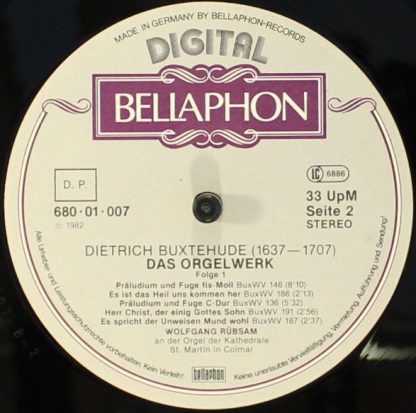 MADE IN GERMANY BY BELLAPHON-RECORDS
DIGITAL
BELLAPHON
D. P.
680·01·007
℗ 1982
LC 6886
33 UpM
Seite 2
STEREO
DIETRICH BUXTEHUDE (1637—1707)
DAS ORGELWERK
Folge 1
Präludium und Fuge fis-Moll BuxWV 146 (8'10)
Es ist das Heil uns kommen her BuxWV 186 (2'13)
Präludium und Fuge C-Dur BuxWV 136 (5'32)
Herr Christ, der einig Gottes Sohn BuxWV 191 (2'56)
Es spricht der Unweisen Mund wohl BuxWV 187 (2'37)
WOLFGANG RÜBSAM
an der Orgel der Kathedrale
St. Martin in Colmar
bellaphon
Alle Urheber- und Leistungsschutzrechte vorbehalten. Kein Verleih! Keine unerlaubte Vervielfältigung, Vermietung, Aufführung, Sendung!